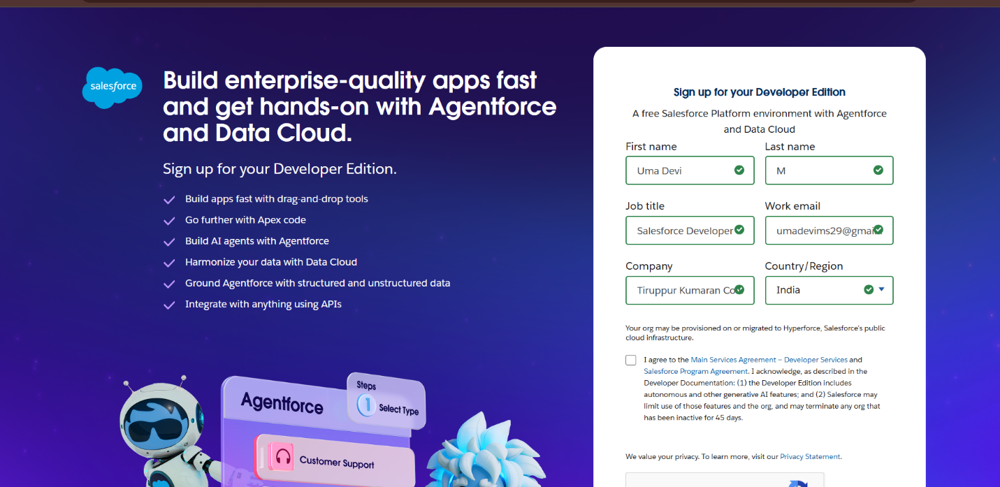 salesforce
Build enterprise-quality apps fast
and get hands-on with Agentforce
and Data Cloud.
Sign up for your Developer Edition.
Build apps fast with drag-and-drop tools
Go further with Apex code
Build AI agents with Agentforce
Harmonize your data with Data Cloud
Ground Agentforce with structured and unstructured data
Integrate with anything using APIs
Agentforce
Steps
1 Select Type
Customer Support
Sign up for your Developer Edition
A free Salesforce Platform environment with Agentforce
and Data Cloud
First name Last name
Uma Devi M
Job title Work email
Salesforce Developer umadevims29@gmai
Company Country/Region
Tiruppur Kumaran Co India
Your org may be provisioned on or migrated to Hyperforce, Salesforce's public
cloud infrastructure.
I agree to the Main Services Agreement – Developer Services and
Salesforce Program Agreement. I acknowledge, as described in the
Developer Documentation: (1) the Developer Edition includes
autonomous and other generative AI features; and (2) Salesforce may
limit use of those features and the org, and may terminate any org that
has been inactive for 45 days.
We value your privacy. To learn more, visit our Privacy Statement.